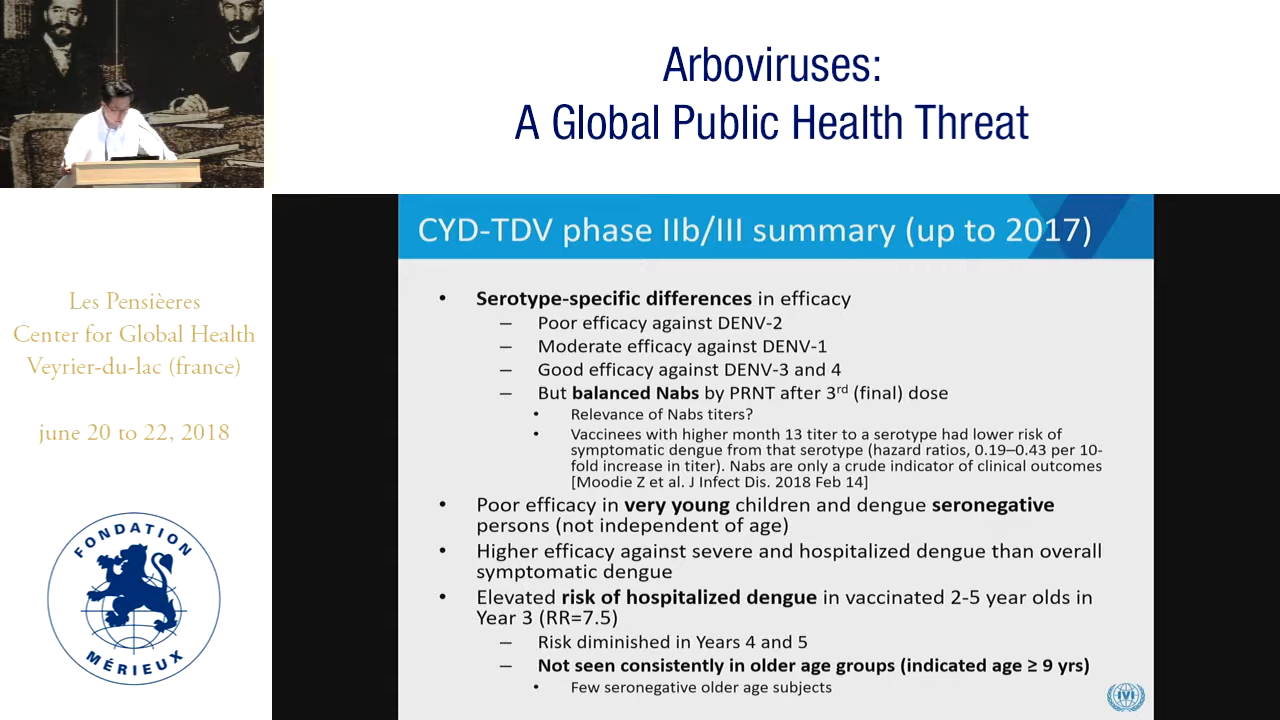 Arboviruses:
A Global Public Health Threat
Les Pensièeres
Center for Global Health
Veyrier-du-lac (france)
june 20 to 22, 2018
FONDATION
MÉRIEUX
CYD-TDV phase IIb/III summary (up to 2017)
• Serotype-specific differences in efficacy
– Poor efficacy against DENV-2
– Moderate efficacy against DENV-1
– Good efficacy against DENV-3 and 4
– But balanced Nabs by PRNT after 3rd (final) dose
• Relevance of Nabs titers?
• Vaccinees with higher month 13 titer to a serotype had lower risk of
symptomatic dengue from that serotype (hazard ratios, 0.19–0.43 per 10-
fold increase in titer). Nabs are only a crude indicator of clinical outcomes
[Moodie Z et al. J Infect Dis. 2018 Feb 14]
• Poor efficacy in very young children and dengue seronegative
persons (not independent of age)
• Higher efficacy against severe and hospitalized dengue than overall
symptomatic dengue
• Elevated risk of hospitalized dengue in vaccinated 2-5 year olds in
Year 3 (RR=7.5)
– Risk diminished in Years 4 and 5
– Not seen consistently in older age groups (indicated age ≥ 9 yrs)
• Few seronegative older age subjects
IVI